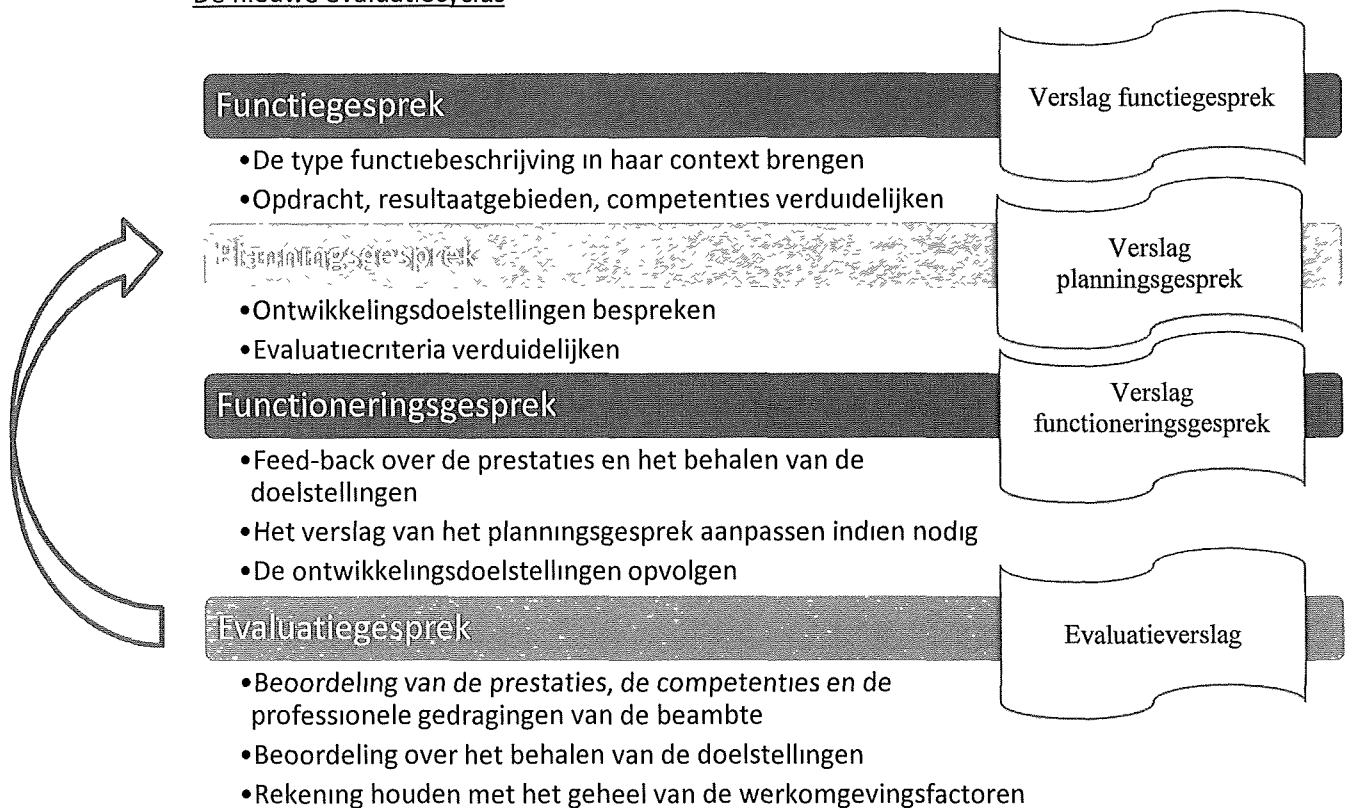 De nieuwe evaluatiecyclus
Functiegesprek
Verslag functiegesprek
•De type functiebeschrijving in haar context brengen
•Opdracht, resultaatgebieden, competenties verduidelijken
Planningsgesprek
Verslag
planningsgesprek
•Ontwikkelingsdoelstellingen bespreken
•Evaluatiecriteria verduidelijken
Functioneringsgesprek
Verslag
functioneringsgesprek
•Feed-back over de prestaties en het behalen van de
doelstellingen
•Het verslag van het planningsgesprek aanpassen indien nodig
•De ontwikkelingsdoelstellingen opvolgen
Evaluatiegesprek
Evaluatieverslag
•Beoordeling van de prestaties, de competenties en de
professionele gedragingen van de beambte
•Beoordeling over het behalen van de doelstellingen
•Rekening houden met het geheel van de werkomgevingsfactoren